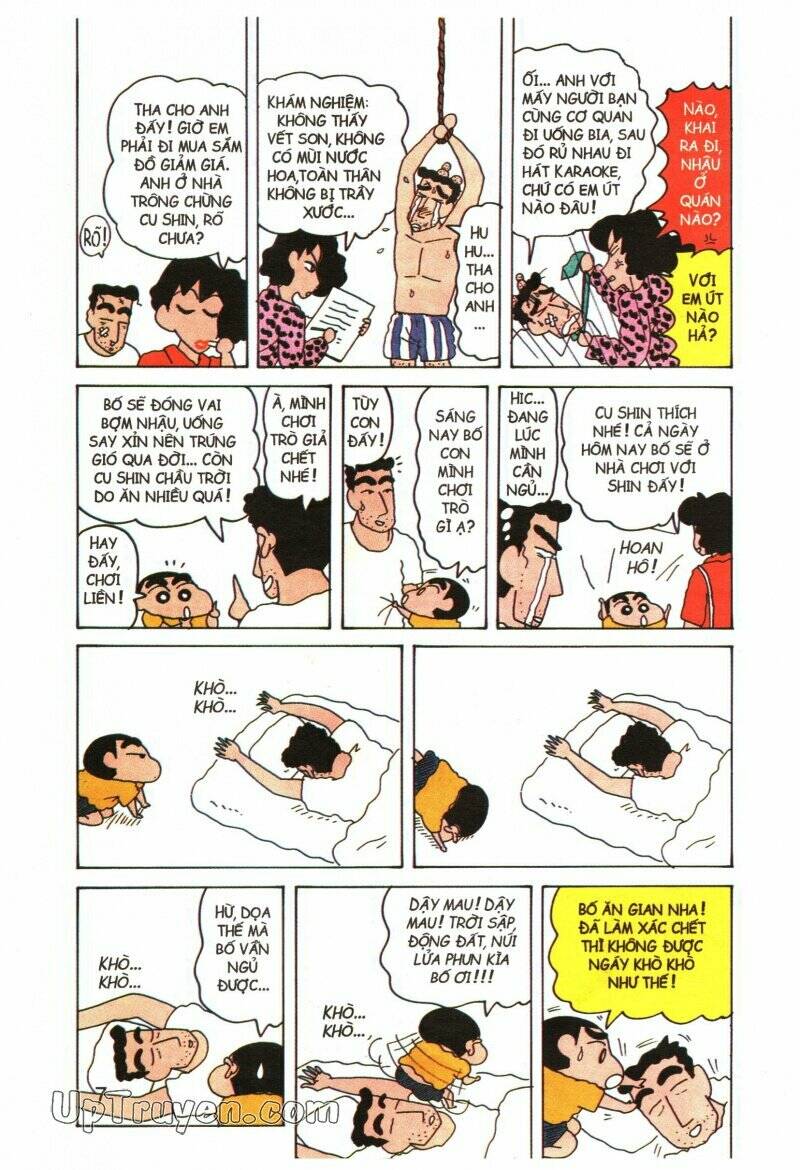 NÀO,
KHAI
RA ĐI,
NHẬU
Ở
QUÁN
NÀO?
VỚI
EM ÚT
NÀO
HẢ?
ỐI... ANH VỚI
MẤY NGƯỜI BẠN
CÙNG CƠ QUAN
ĐI UỐNG BIA, SAU
ĐÓ RỦ NHAU ĐI
HÁT KARAOKE,
CHỨ CÓ EM ÚT
NÀO ĐÂU!
HU
HU...
THA
CHO
ANH
...
KHÁM NGHIỆM:
KHÔNG THẤY
VẾT SON, KHÔNG
CÓ MÙI NƯỚC
HOA, TOÀN THÂN
KHÔNG BỊ TRẦY
XƯỚC...
THA CHO ANH
ĐẤY! GIỜ EM
PHẢI ĐI MUA SẮM
ĐỒ GIẢM GIÁ.
ANH Ở NHÀ
TRÔNG CHỪNG
CU SHIN, RÕ
CHƯA?
RÕ!
CU SHIN THÍCH
NHÉ! CẢ NGÀY
HÔM NAY BỐ SẼ Ở
NHÀ CHƠI VỚI
SHIN ĐẤY!
HOAN
HÔ!
HIC...
ĐANG
LÚC
MÌNH
CẦN
NGỦ...
SÁNG
NAY BỐ
CON
MÌNH
CHƠI
TRÒ
GÌ Ạ?
TÙY
CON
ĐẤY!
À, MÌNH
CHƠI
TRÒ GIẢ
CHẾT
NHÉ!
BỐ SẼ ĐÓNG VAI
BỢM NHẬU, UỐNG
SAY XỈN NÊN TRÚNG
GIÓ QUA ĐỜI... CÒN
CU SHIN CHẦU TRỜI
DO ĂN NHIỀU QUÁ!
HAY
ĐẤY,
CHƠI
LIỀN!
KHÒ...
KHÒ...
BỐ ĂN GIAN NHA!
ĐÃ LÀM XÁC CHẾT
THÌ KHÔNG ĐƯỢC
NGÁY KHÒ KHÒ
NHƯ THẾ!
DẬY MAU! DẬY
MAU! TRỜI SẬP,
ĐỘNG ĐẤT, NÚI
LỬA PHUN KÌA
BỐ ƠI!!!
KHÒ...
KHÒ...
HỪ, DỌA
THẾ MÀ
BỐ VẪN
NGỦ
ĐƯỢC...
KHÒ...
KHÒ...
7
UpTruyen.com